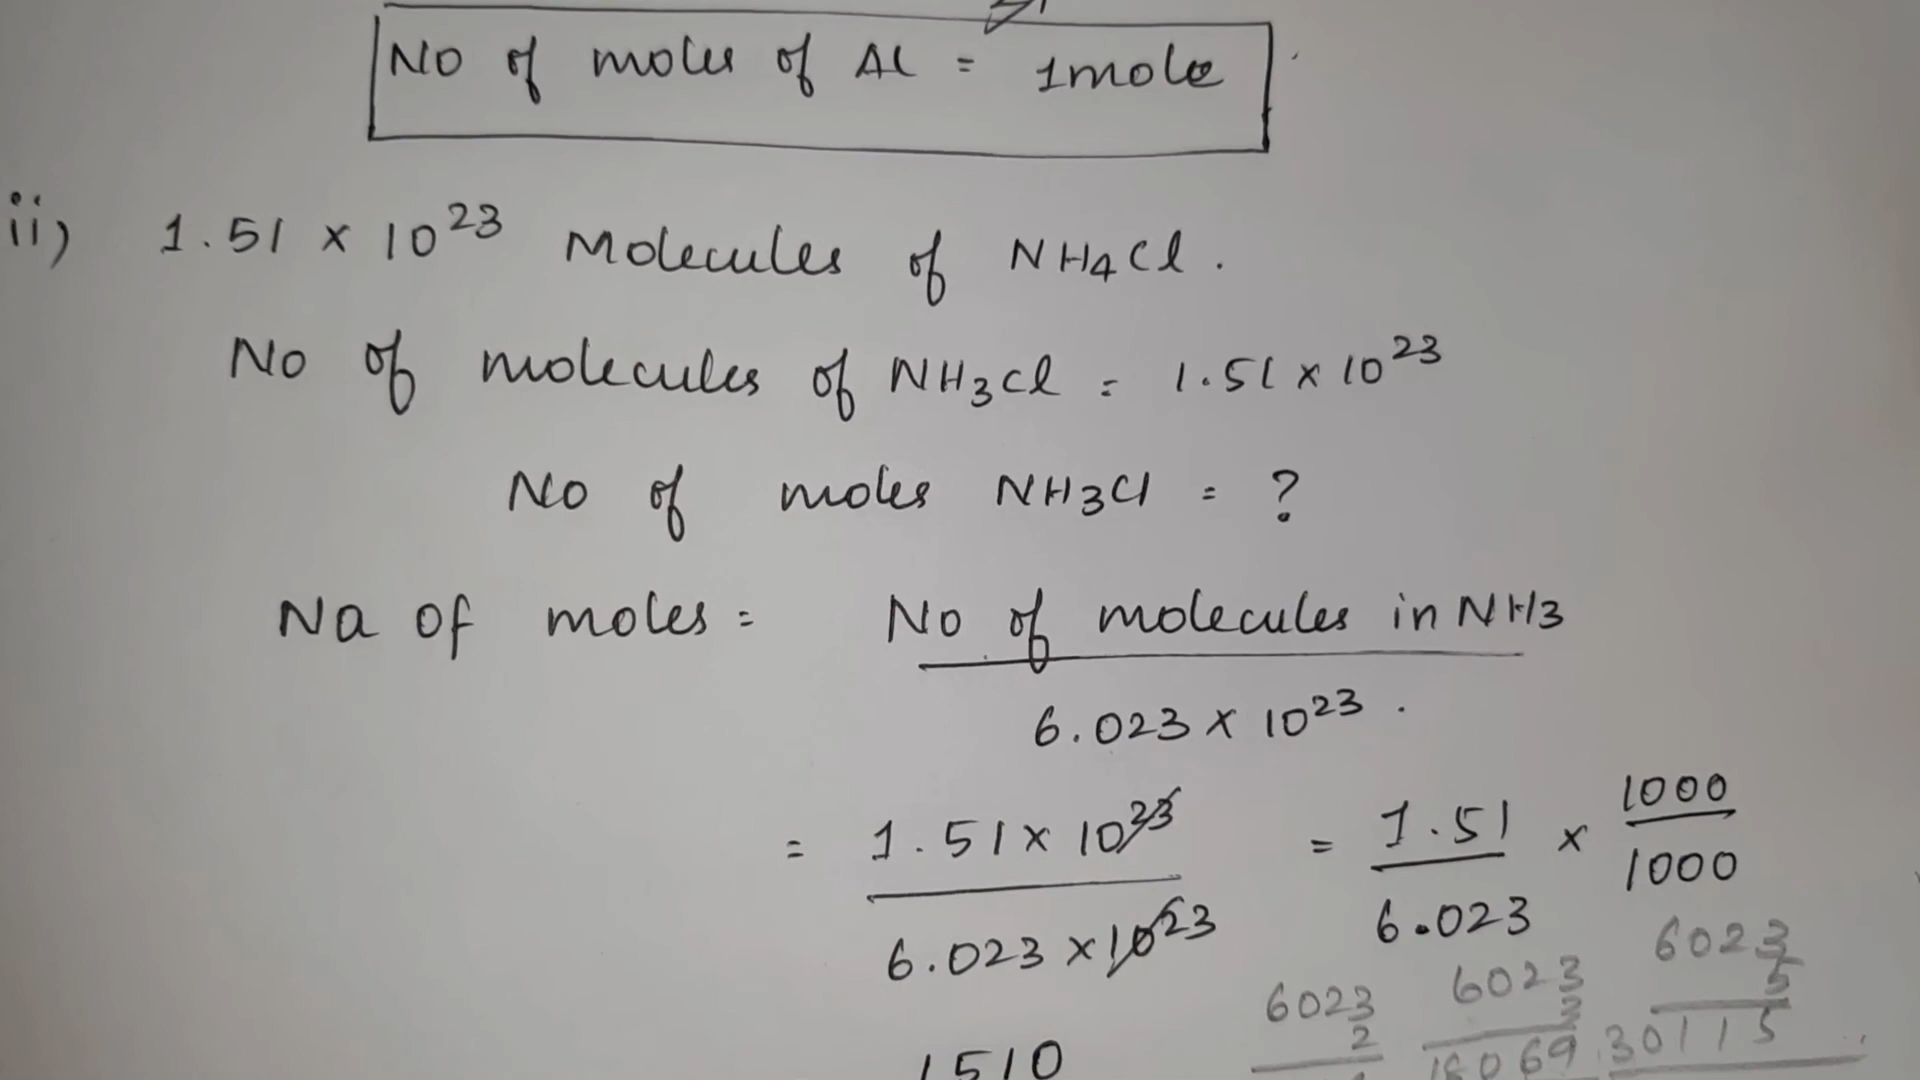 No of moles of Al = 1mole
ii) 1.51 x 10²³ Molecules of NH4Cl.
No of molecules of NH3Cl = 1.51 x 10²³
No of moles NH3Cl = ?
Na of moles = No of molecules in NH3
6.023 x 10²³.
= 1.51 x 10²³ = 1.51 x 1000
6.023 x 10²³ 6.023 1000
6023 6023 6023
2 3 5
1510 18069 30115